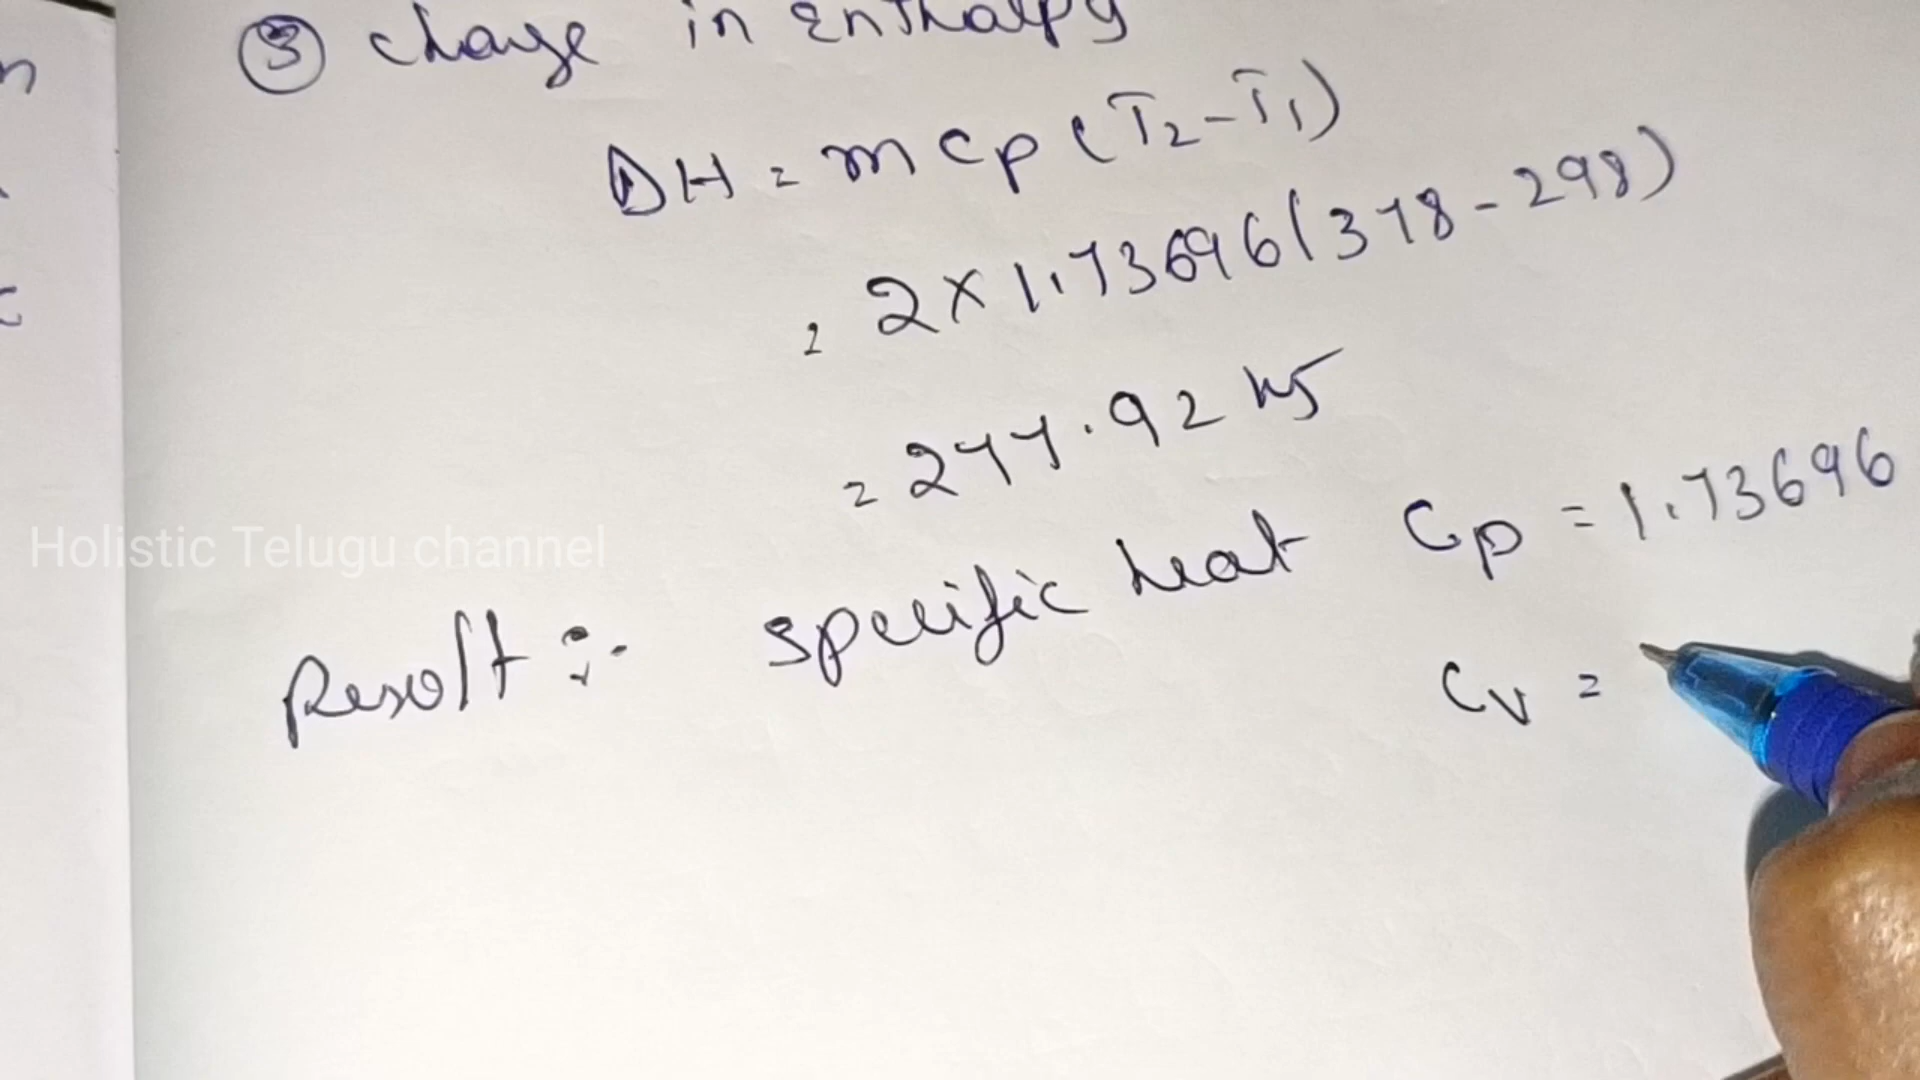 ③ change in Enthalpy
ΔH = m Cp (T₂-T₁)
= 2 × 1.73696 (378 - 298)
= 277.92 kJ
Holistic Telugu channel
Result :- specific heat Cp = 1.73696
Cv =